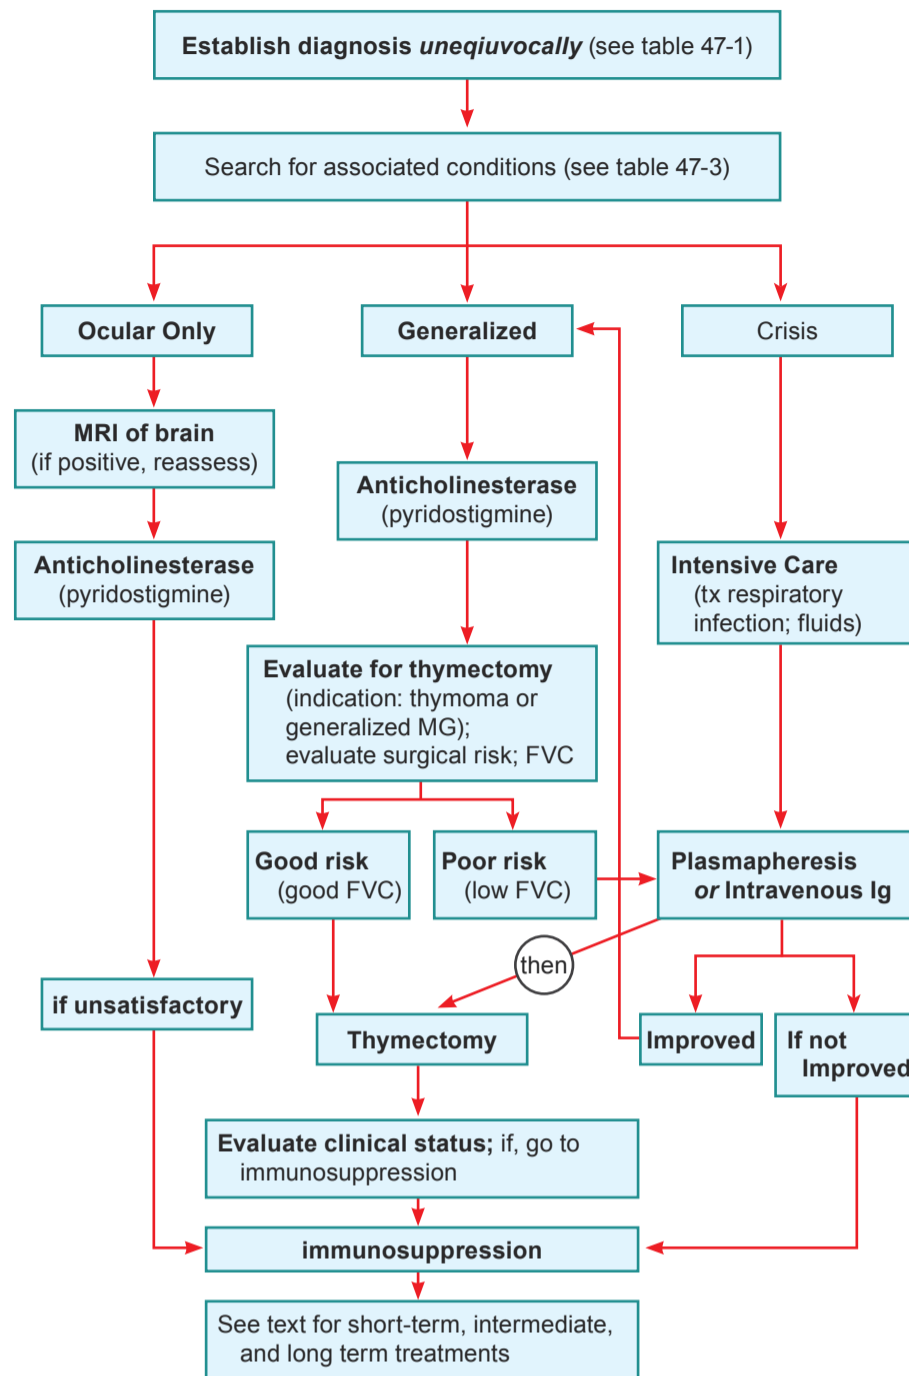 Establish diagnosis uneqiuvocally (see table 47-1)
Search for associated conditions (see table 47-3)
Ocular Only
Generalized
Crisis
MRI of brain
(if positive, reassess)
Anticholinesterase
(pyridostigmine)
Anticholinesterase
(pyridostigmine)
Intensive Care
(tx respiratory
infection; fluids)
Evaluate for thymectomy
(indication: thymoma or
generalized MG);
evaluate surgical risk; FVC
Good risk
(good FVC)
Poor risk
(low FVC)
Plasmapheresis
or Intravenous Ig
then
if unsatisfactory
Thymectomy
Improved
If not
Improved
Evaluate clinical status; if, go to
immunosuppression
immunosuppression
See text for short-term, intermediate,
and long term treatments